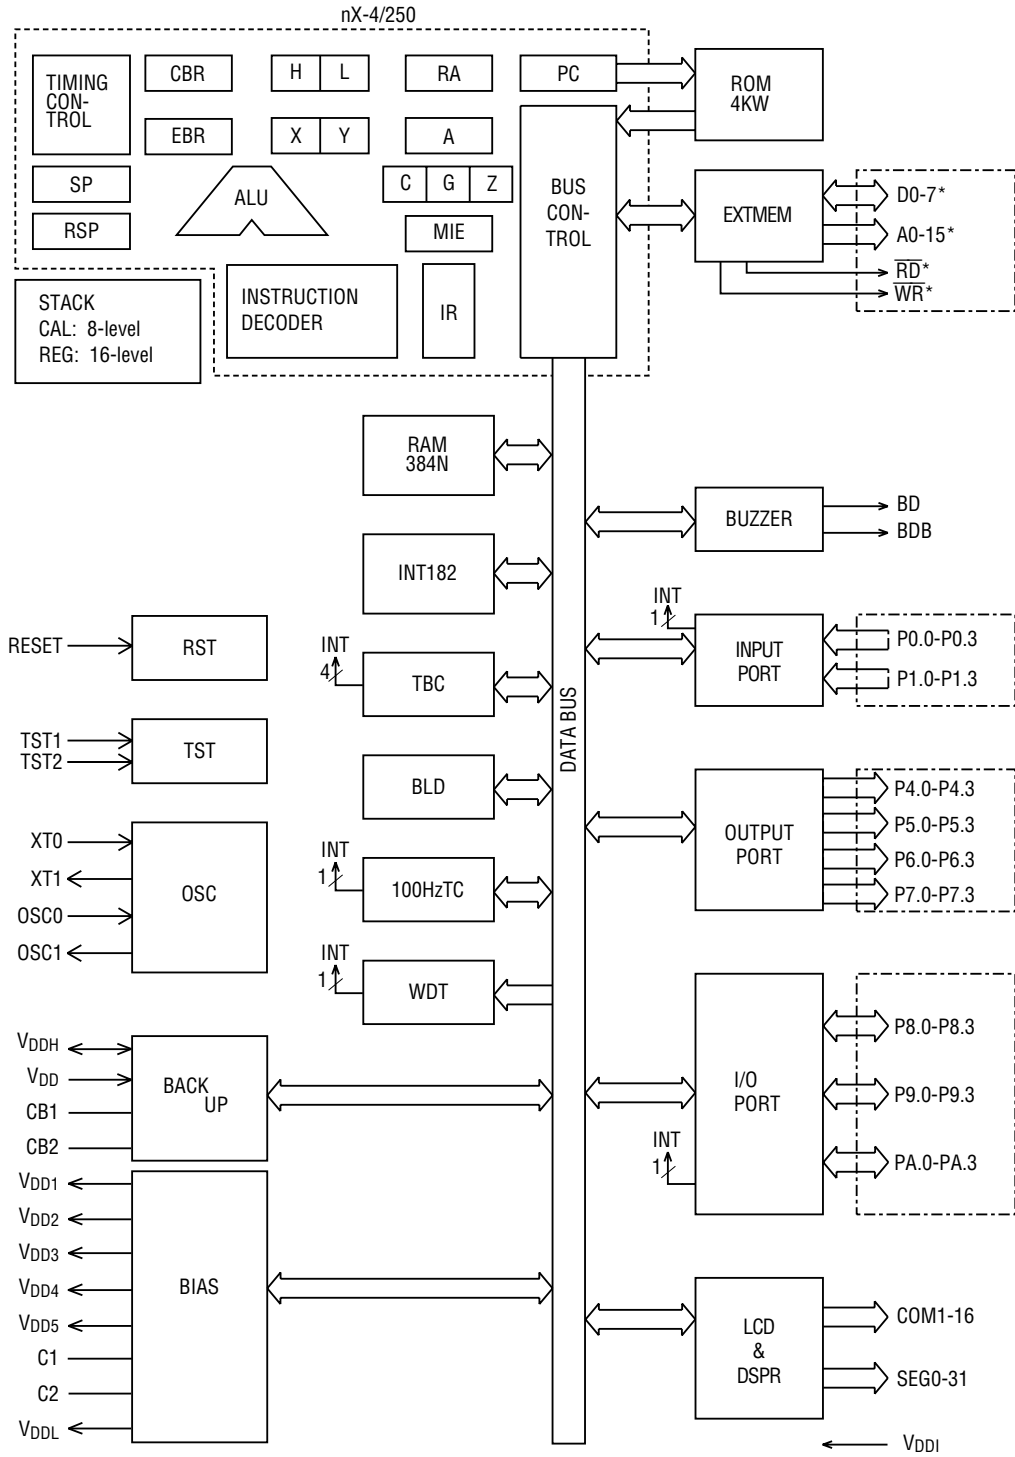 nX-4/250
TIMING
CON-
TROL
CBR
H L
RA
PC
ROM
4KW
EBR
X Y
A
SP
ALU
C G Z
BUS
CON-
TROL
EXTMEM
D0-7*
A0-15*
RD*
WR*
RSP
MIE
STACK
CAL: 8-level
REG: 16-level
INSTRUCTION
DECODER
IR
RAM
384N
BUZZER
BD
BDB
INT182
INT
1
INPUT
PORT
P0.0-P0.3
P1.0-P1.3
RESET
RST
INT
4
TBC
DATA BUS
TST1
TST2
TST
BLD
OUTPUT
PORT
P4.0-P4.3
P5.0-P5.3
P6.0-P6.3
P7.0-P7.3
XT0
XT1
OSC0
OSC1
OSC
INT
1
100HzTC
INT
1
WDT
I/O
PORT
P8.0-P8.3
P9.0-P9.3
PA.0-PA.3
INT
1
VDDH
VDD
CB1
CB2
BACK
UP
VDD1
VDD2
VDD3
VDD4
VDD5
C1
C2
VDDL
BIAS
LCD
&
DSPR
COM1-16
SEG0-31
VDDI